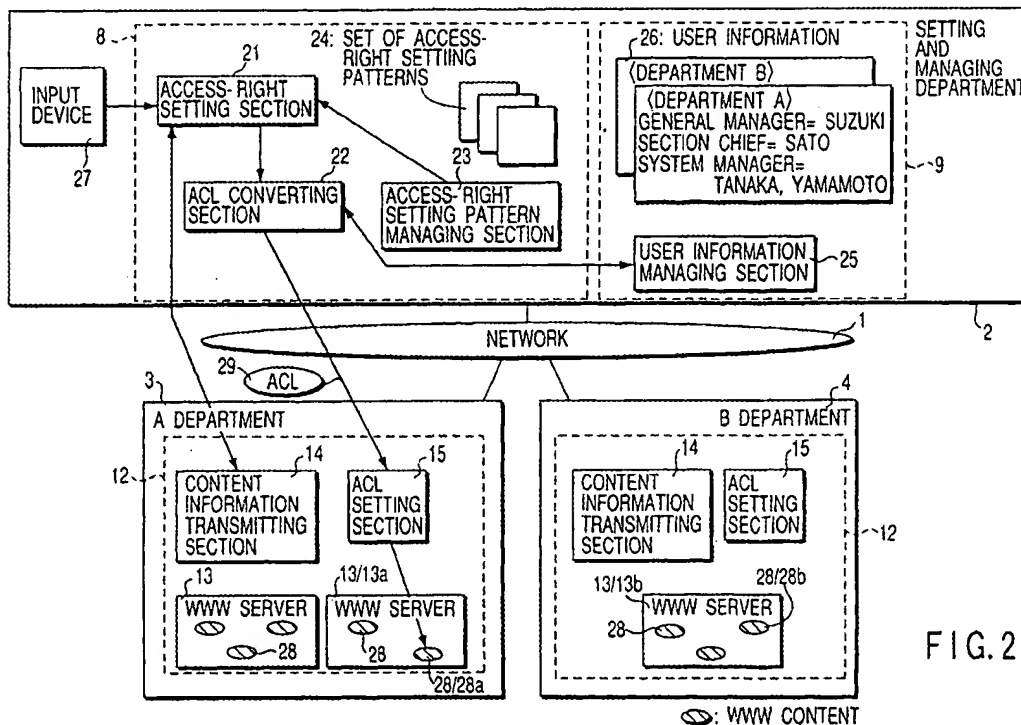 8
21
24: SET OF ACCESS-
RIGHT SETTIING
PATTERNS
26: USER INFORMATION
SETTING
AND
MANAGING
DEPARTMENT
INPUT
DEVICE
27
ACCESS-RIGHT
SETTING SECTION
⟨DEPARTMENT B⟩
⟨DEPARTMENT A⟩
GENERAL MANAGER= SUZUKI
SECTION CHIEF= SATO
SYSTEM MANAGER=
TANAKA, YAMAMOTO
9
22
23
ACL CONVERTING
SECTION
ACCESS-RIGHT
SETTING PATTERN
MANAGING SECTION
USER INFORMATION
MANAGING SECTION
25
2
NETWORK
1
29
ACL
3
A DEPARTMENT
4
B DEPARTMENT
12
14
CONTENT
INFORMATION
TRANSMITTING
SECTION
15
ACL
SETTING
SECTION
14
CONTENT
INFORMATION
TRANSMITTING
SECTION
15
ACL
SETTING
SECTION
12
13
WWW SERVER
28
13/13a
WWW SERVER
28
28/28a
13/13b
WWW SERVER
28/28b
28
FIG. 2
: WWW CONTENT